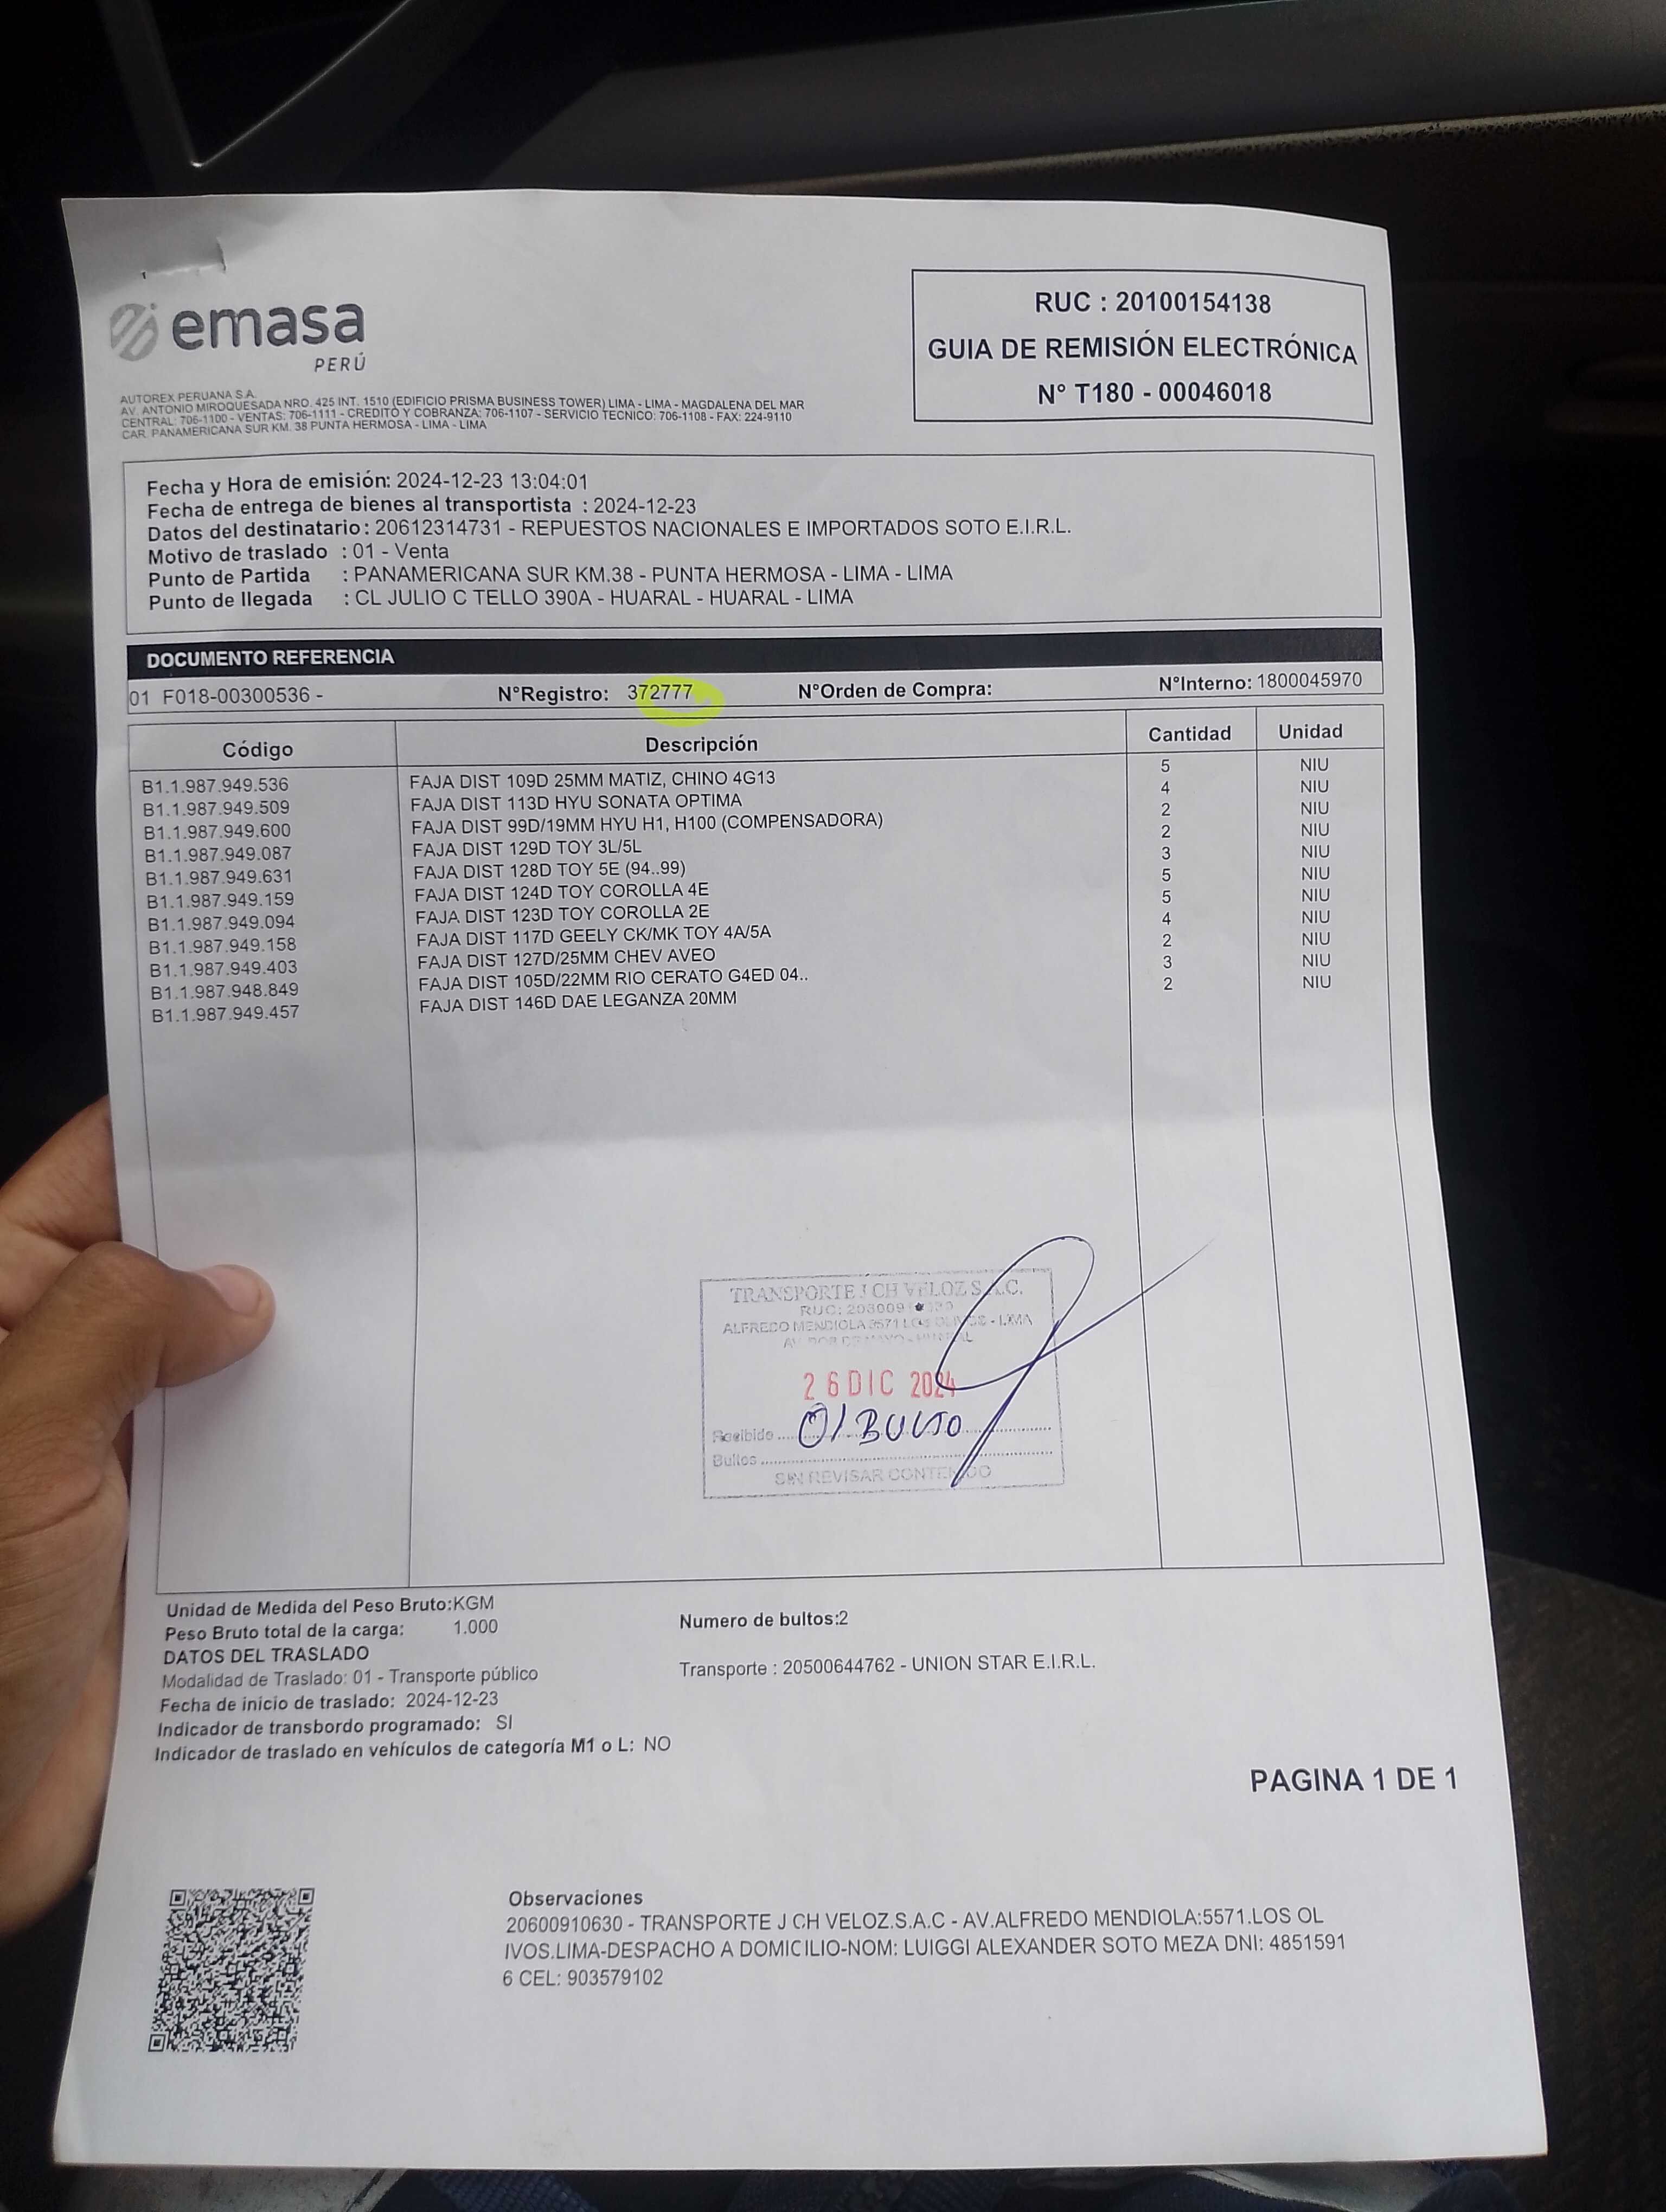 emasa
PERÚ
RUC : 20100154138
GUIA DE REMISIÓN ELECTRÓNICA
N° T180 - 00046018
AUTOREX PERUANA S.A.
AV. ANTONIO MIROQUESADA NRO. 425 INT. 1510 (EDIFICIO PRISMA BUSINESS TOWER) LIMA - LIMA - MAGDALENA DEL MAR
CENTRAL: 706-1100 - VENTAS: 706-1111 - CREDITO Y COBRANZA: 706-1107 - SERVICIO TECNICO: 706-1108 - FAX: 224-9110
CAR. PANAMERICANA SUR KM. 38 PUNTA HERMOSA - LIMA - LIMA
Fecha y Hora de emisión: 2024-12-23 13:04:01
Fecha de entrega de bienes al transportista : 2024-12-23
Datos del destinatario : 20612314731 - REPUESTOS NACIONALES E IMPORTADOS SOTO E.I.R.L.
Motivo de traslado : 01 - Venta
Punto de Partida : PANAMERICANA SUR KM.38 - PUNTA HERMOSA - LIMA - LIMA
Punto de llegada : CL JULIO C TELLO 390A - HUARAL - HUARAL - LIMA
DOCUMENTO REFERENCIA
01 F018-00300536 - N°Registro: 372777 N°Orden de Compra: N°Interno: 1800045970
Código Descripción Cantidad Unidad
B1.1.987.949.536 FAJA DIST 109D 25MM MATIZ, CHINO 4G13 5 NIU
B1.1.987.949.509 FAJA DIST 113D HYU SONATA OPTIMA 4 NIU
B1.1.987.949.600 FAJA DIST 99D/19MM HYU H1, H100 (COMPENSADORA) 2 NIU
B1.1.987.949.087 FAJA DIST 129D TOY 3L/5L 2 NIU
B1.1.987.949.631 FAJA DIST 128D TOY 5E (94..99) 3 NIU
B1.1.987.949.159 FAJA DIST 124D TOY COROLLA 4E 5 NIU
B1.1.987.949.094 FAJA DIST 123D TOY COROLLA 2E 5 NIU
B1.1.987.949.158 FAJA DIST 117D GEELY CK/MK TOY 4A/5A 4 NIU
B1.1.987.949.403 FAJA DIST 127D/25MM CHEV AVEO 2 NIU
B1.1.987.948.849 FAJA DIST 105D/22MM RIO CERATO G4ED 04.. 3 NIU
B1.1.987.949.457 FAJA DIST 146D DAE LEGANZA 20MM 2 NIU
TRANSPORTE J CH VELOZ S.A.C.
RUC:
ALFREDO MENDIOLA LOS OLIVOS - LIMA
26 DIC 2024
Recibido 01 BULTO
Bultos
SIN REVISAR CONTENIDO
Unidad de Medida del Peso Bruto:KGM
Peso Bruto total de la carga: 1.000 Numero de bultos:2
DATOS DEL TRASLADO
Modalidad de Traslado: 01 - Transporte público Transporte : 20500644762 - UNION STAR E.I.R.L.
Fecha de inicio de traslado: 2024-12-23
Indicador de transbordo programado: SI
Indicador de traslado en vehículos de categoría M1 o L: NO
PAGINA 1 DE 1
Observaciones
20600910630 - TRANSPORTE J CH VELOZ.S.A.C - AV.ALFREDO MENDIOLA:5571.LOS OL
IVOS.LIMA-DESPACHO A DOMICILIO-NOM: LUIGGI ALEXANDER SOTO MEZA DNI: 4851591
6 CEL: 903579102